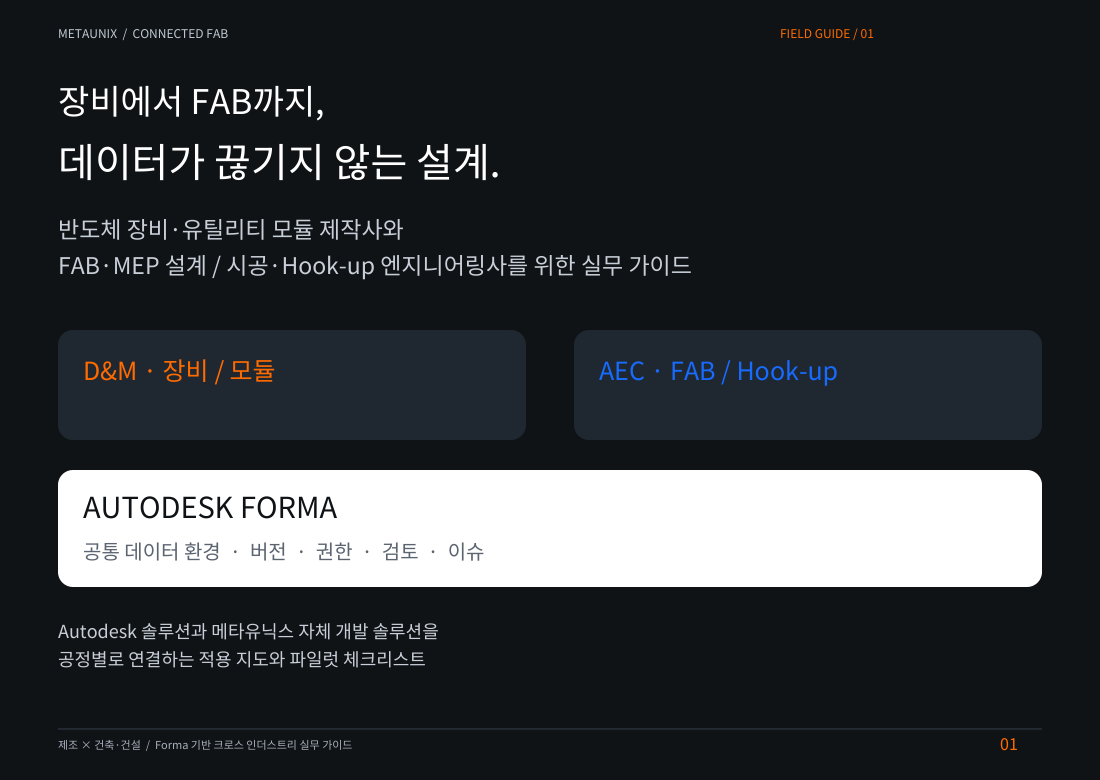 METAUNIX / CONNECTED FAB
FIELD GUIDE / 01
장비에서 FAB까지,
데이터가 끊기지 않는 설계.
반도체 장비·유틸리티 모듈 제작사와
FAB·MEP 설계 / 시공·Hook-up 엔지니어링사를 위한 실무 가이드
D&M · 장비 / 모듈
AEC · FAB / Hook-up
AUTODESK FORMA
공통 데이터 환경 · 버전 · 권한 · 검토 · 이슈
Autodesk 솔루션과 메타유닉스 자체 개발 솔루션을
공정별로 연결하는 적용 지도와 파일럿 체크리스트
제조 × 건축·건설 / Forma 기반 크로스 인더스트리 실무 가이드
01